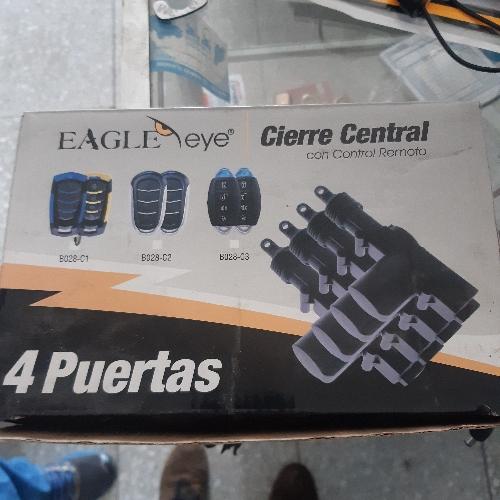 EAGLE eye®
Cierre Central
con Control Remoto
B028-C1
B028-C2
B028-C3
4 Puertas